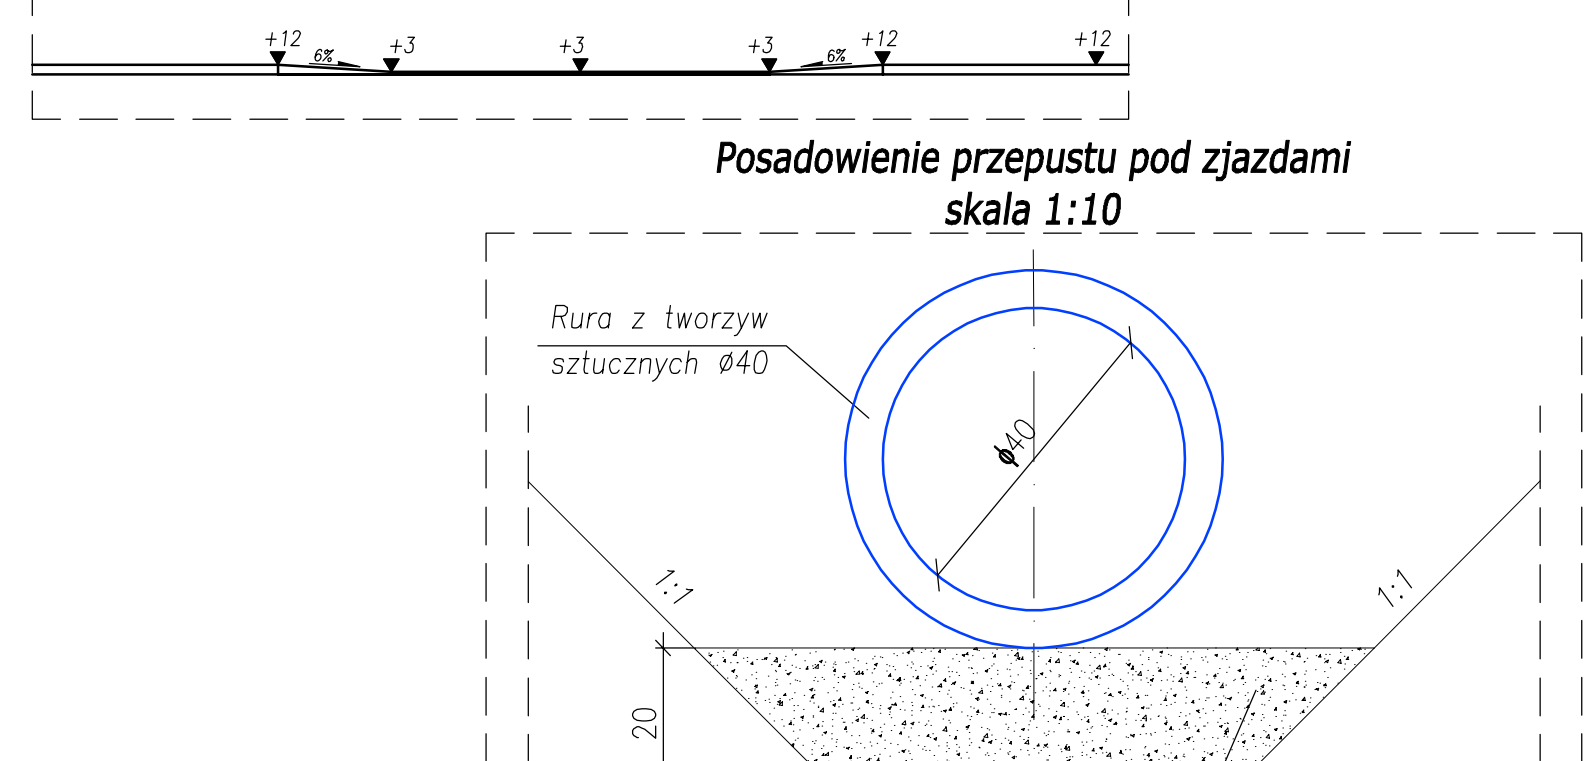 +12 6% +3 +3 +3 6% +12 +12
Posadowienie przepustu pod zjazdami
skala 1:10
Rura z tworzyw
sztucznych ø40
ϕ40
1:1
1:1
20